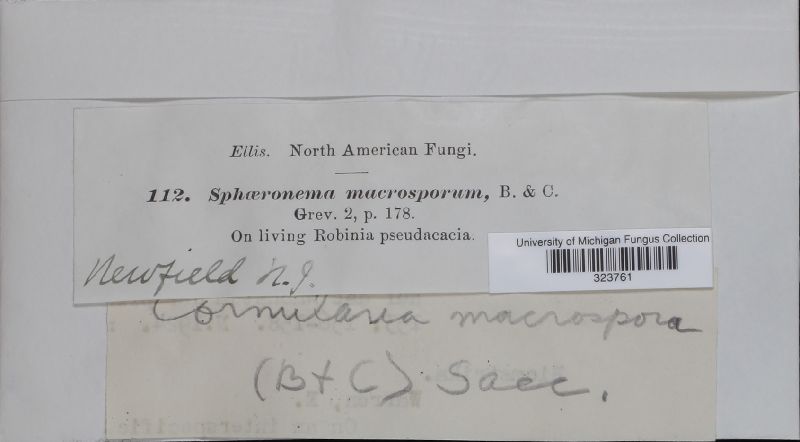 Ellis. North American Fungi.
112. Sphæronema macrosporum, B. & C.
Grev. 2, p. 178.
On living Robinia pseudacacia.
Newfield N.J.
University of Michigan Fungus Collection
323761
Cornularia macrospora
(B & C) Sacc.